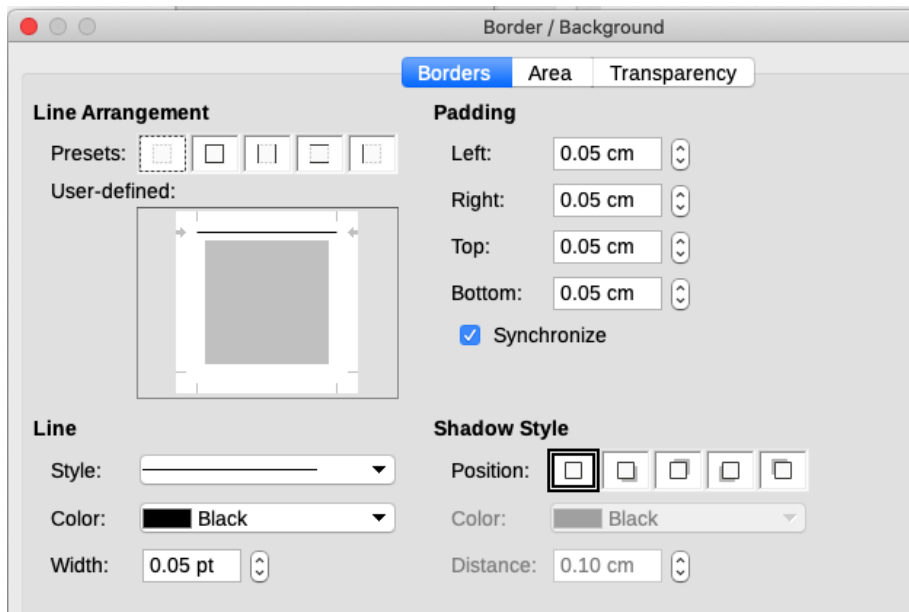 Border / Background
Borders Area Transparency
Line Arrangement
Presets:
User-defined:
Padding
Left: 0.05 cm
Right: 0.05 cm
Top: 0.05 cm
Bottom: 0.05 cm
Synchronize
Line
Style:
Color: Black
Width: 0.05 pt
Shadow Style
Position:
Color: Black
Distance: 0.10 cm